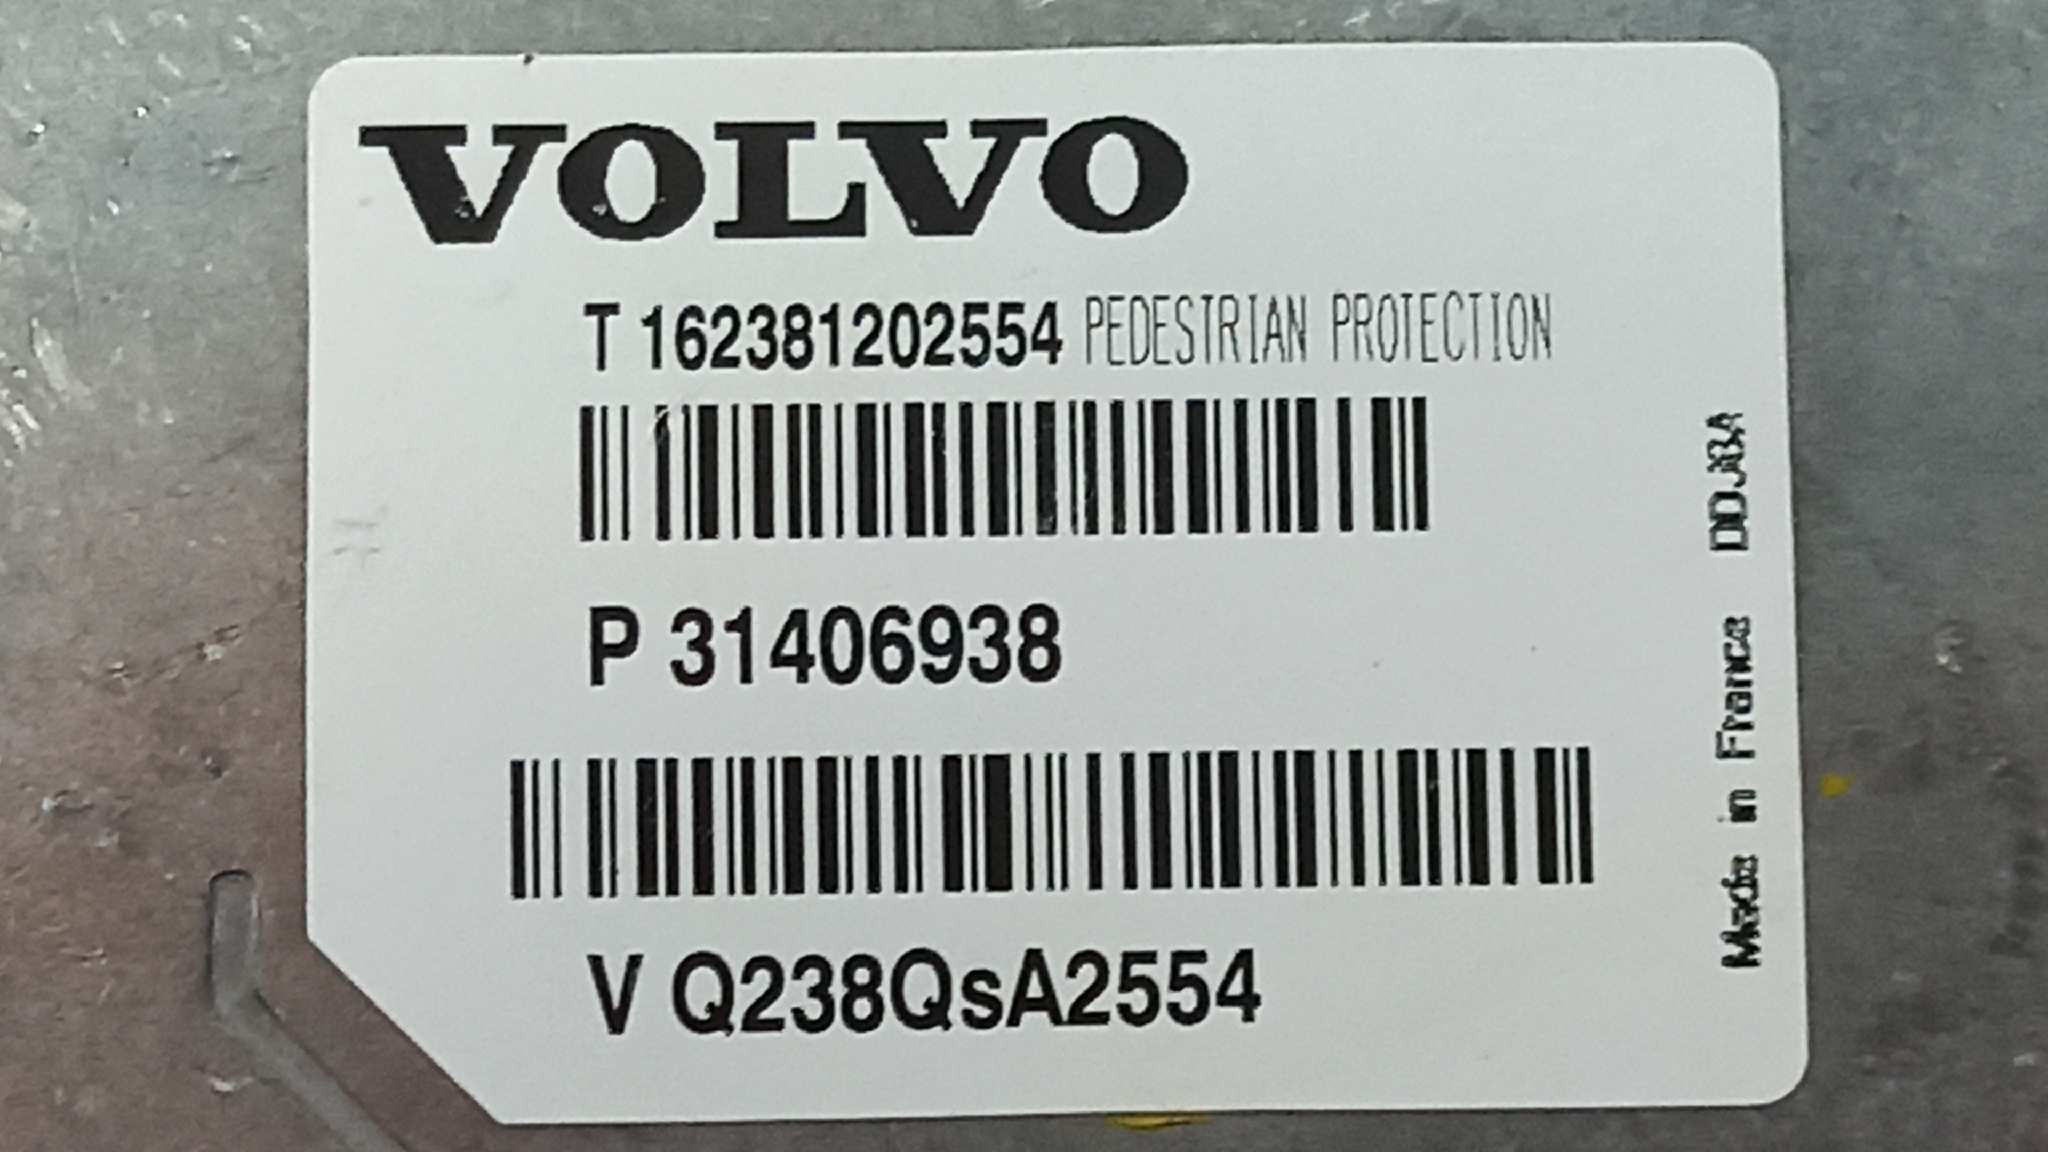 VOLVO
T 162381202554 PEDESTRIAN PROTECTION
P 31406938
V Q238QsA2554
Made in France